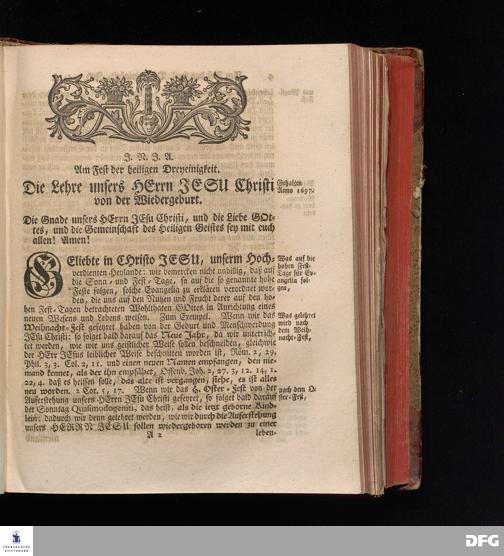 J. N. J. A.
Am Fest der heiligen Dreyeinigkeit.
Die Lehre unsers HErrn JESU Christi
von der Wiedergeburt.
Gehalten
Anno 1697.
Die Gnade unsers HErrn JEsu Christi, und die Liebe GOt-
tes, und die Gemeinschaft des Heiligen Geistes sey mit euch
allen! Amen!
GEliebte in Christo JESU, unserm Hoch-
verdienten Heylande: wir bemercken nicht unbillig, daß auf
die Sonn- und Fest-Tage, so auf die so genannte hohe
Feste folgen, solche Evangelia zu erklären verordnet wor-
den, die uns auf den Nutzen und Frucht derer auf den ho-
hen Fest-Tagen betrachteten Wohlthaten GOttes in Anrichtung eines
neuen Wesens und Lebens weisen. Zum Exempel. Wenn wir das
Weihnacht-Fest gefeyret haben von der Geburt und Menschwerdung
JEsu Christi: so folget bald darauf das Neue Jahr, da wir unterrich-
tet werden, wie wir uns geistlicher Weise sollen beschneiden, gleichwie
der HErr JEsus leiblicher Weise beschnitten worden ist, Röm. 2, 29.
Phil. 3, 3. Col. 2, 11. und einen neuen Namen empfangen, den nie-
mand kennet, als der ihn empfähet, Offenb. Joh. 2, 27. 3, 12. 14, 1.
22, 4. daß es heissen solle, das alte ist vergangen, siehe, es ist alles
neu worden. 2 Cor. 5, 17. Wenn wir das H. Oster-Fest von der
Auferstehung unsers HErrn JEsu Christi gefeyret, so folget bald darauf
der Sonntag Quasimodogeniti, das heist, als die ietzt geborne Kind-
lein: dadurch wir denn gelehret werden, wie wir durch die Auferstehung
unsers HERRN JESU sollen wiedergeboren werden zu einer
A 2 leben-
Was auf die
hohen Fest-
Tage für Ev-
angelia fol-
gen,
Was gelehret
wird nach
dem Weih-
nacht-Fest,
nach dem O-
ster-Fest,
FRANCKESCHE
STIFTUNGEN
DFG